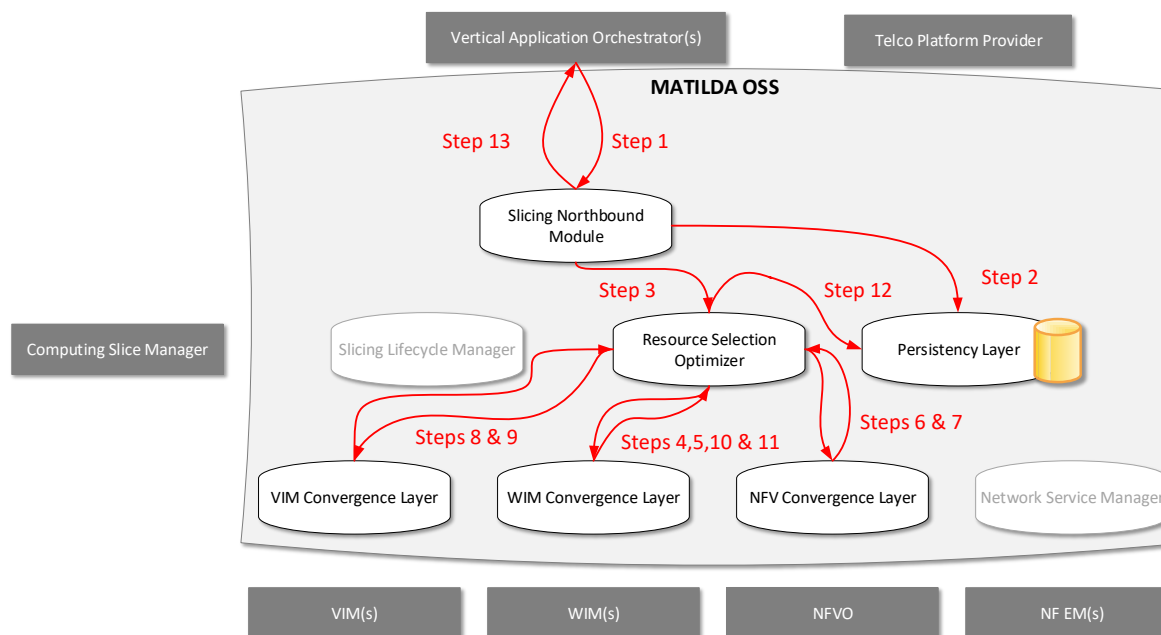 Vertical Application Orchestrator(s)
Telco Platform Provider
MATILDA OSS
Step 13
Step 1
Slicing Northbound
Module
Step 3
Step 12
Step 2
Computing Slice Manager
Slicing Lifecycle Manager
Resource Selection
Optimizer
Persistency Layer
Steps 8 & 9
Steps 4,5,10 & 11
Steps 6 & 7
VIM Convergence Layer
WIM Convergence Layer
NFV Convergence Layer
Network Service Manager
VIM(s)
WIM(s)
NFVO
NF EM(s)